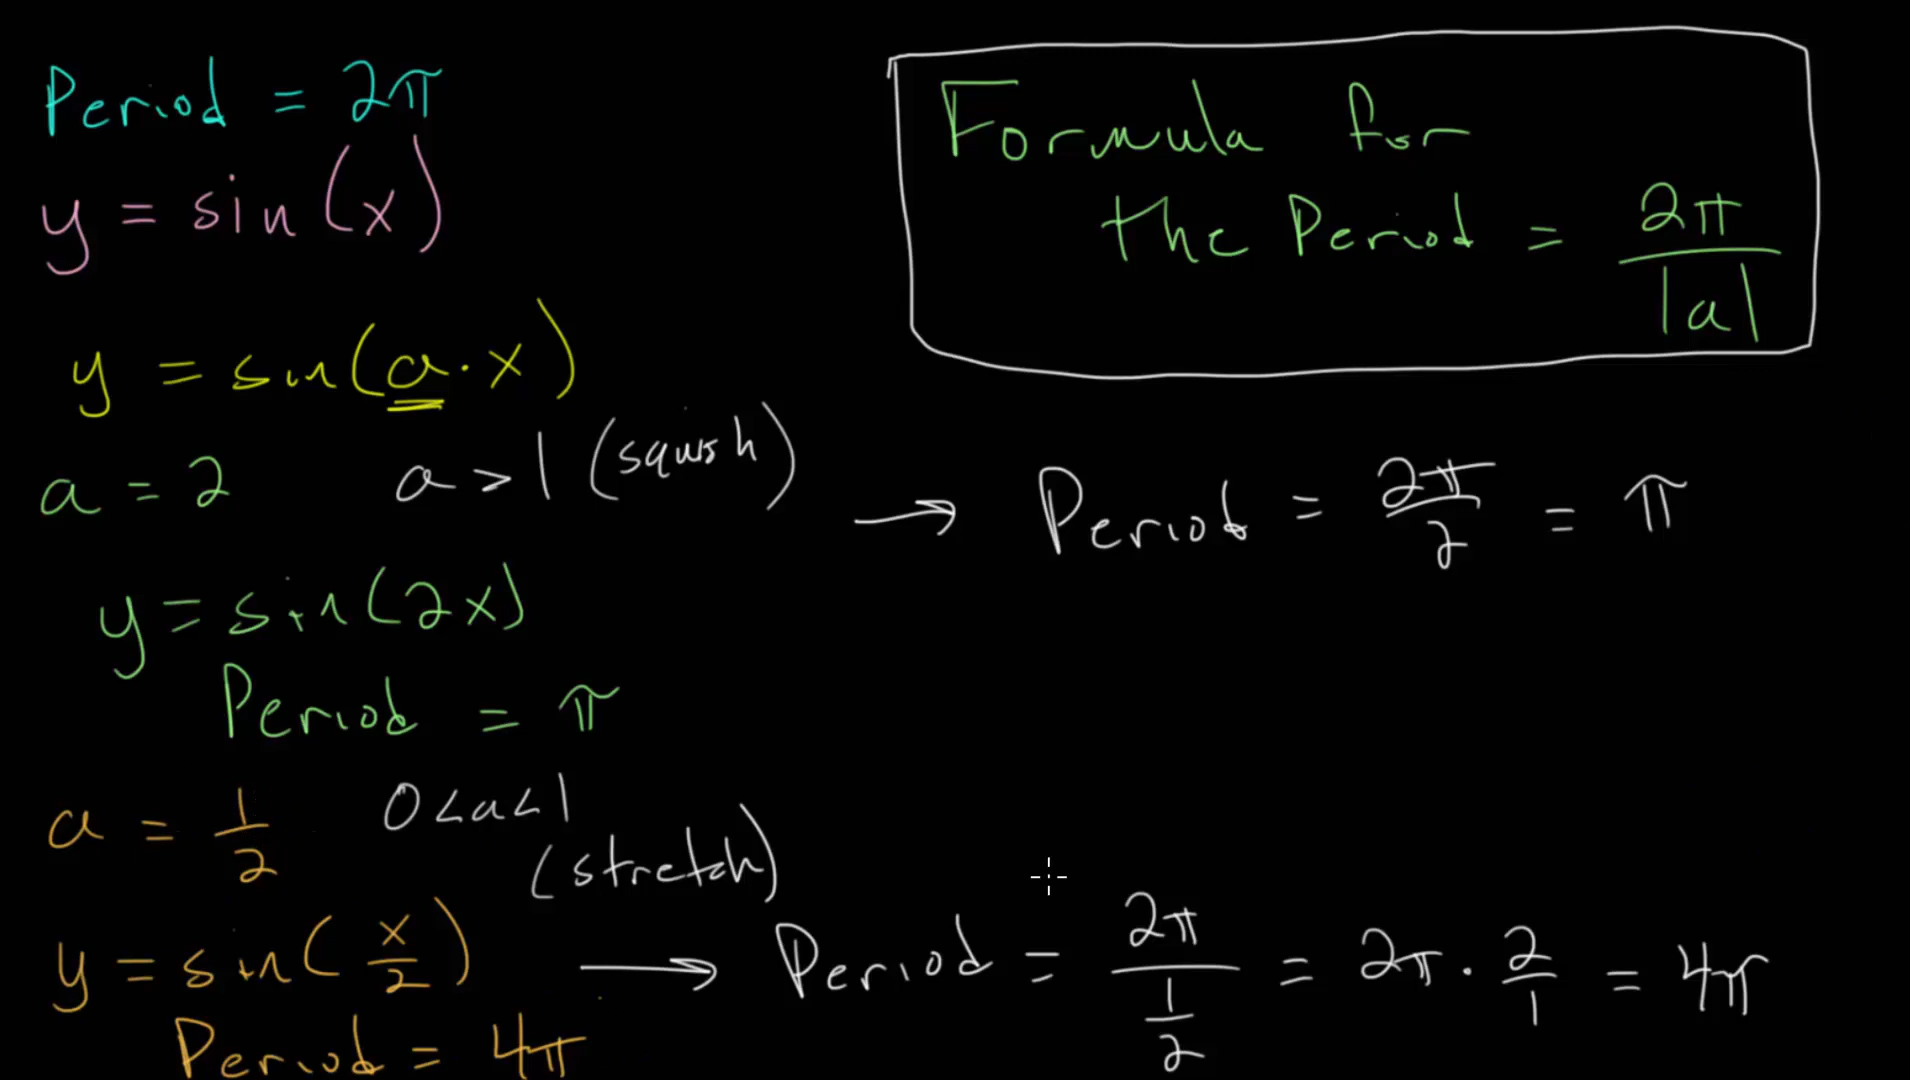 Period = 2π
y = sin(x)
Formula for
the Period = 2π/|a|
y = sin(a·x)
a = 2 a > 1 (squish)
→ Period = 2π/2 = π
y = sin(2x)
Period = π
a = 1/2 0<a<1
(stretch)
y = sin(x/2) → Period = 2π/(1/2) = 2π · 2/1 = 4π
Period = 4π